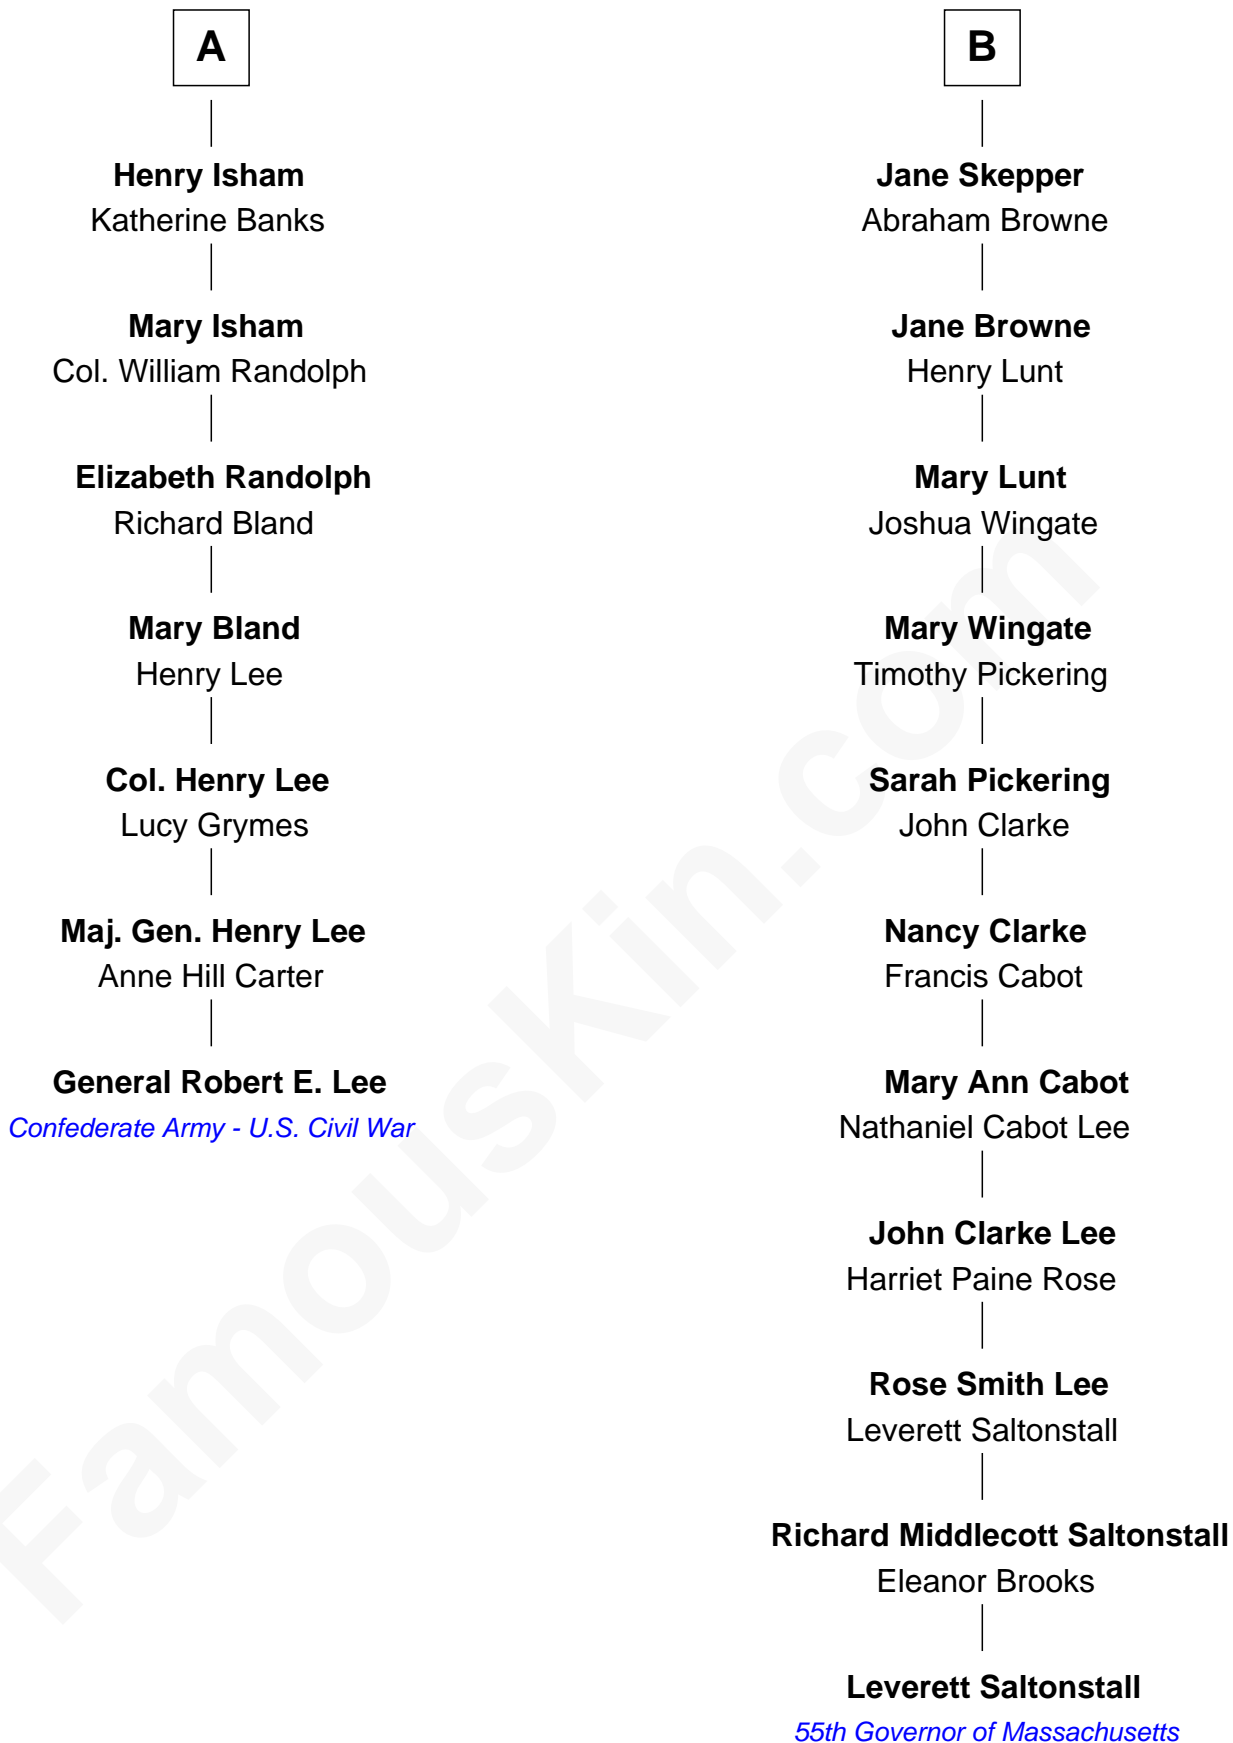 A
Henry Isham
Katherine Banks
Mary Isham
Col. William Randolph
Elizabeth Randolph
Richard Bland
Mary Bland
Henry Lee
Col. Henry Lee
Lucy Grymes
Maj. Gen. Henry Lee
Anne Hill Carter
General Robert E. Lee
Confederate Army - U.S. Civil War
B
Jane Skepper
Abraham Browne
Jane Browne
Henry Lunt
Mary Lunt
Joshua Wingate
Mary Wingate
Timothy Pickering
Sarah Pickering
John Clarke
Nancy Clarke
Francis Cabot
Mary Ann Cabot
Nathaniel Cabot Lee
John Clarke Lee
Harriet Paine Rose
Rose Smith Lee
Leverett Saltonstall
Richard Middlecott Saltonstall
Eleanor Brooks
Leverett Saltonstall
55th Governor of Massachusetts
FamousKin.com